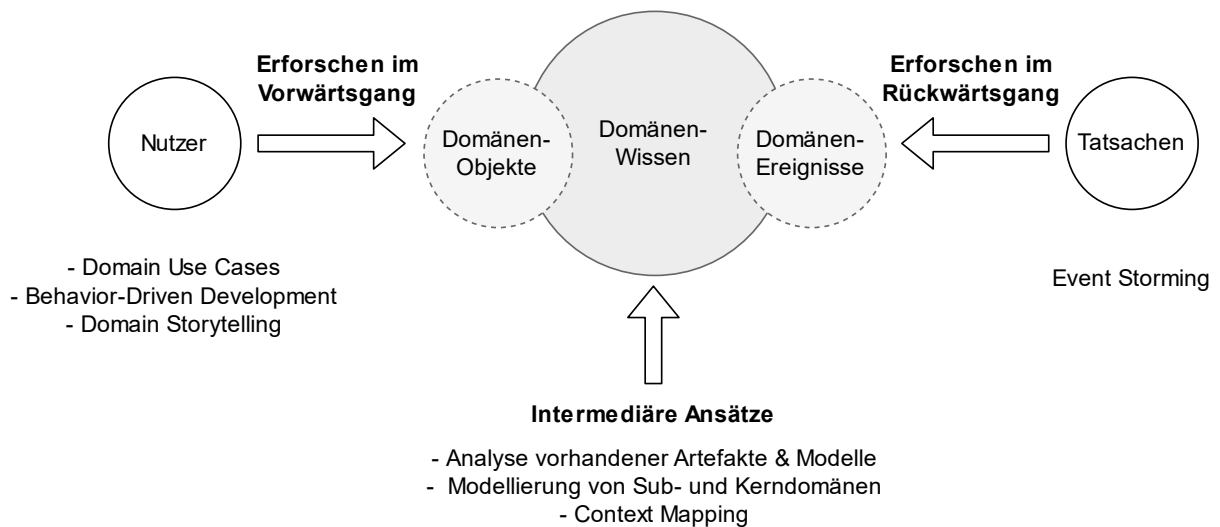 Erforschen im
Vorwärtsgang
Erforschen im
Rückwärtsgang
Nutzer
Domänen-
Objekte
Domänen-
Wissen
Domänen-
Ereignisse
Tatsachen
- Domain Use Cases
- Behavior-Driven Development
- Domain Storytelling
Event Storming
Intermediäre Ansätze
- Analyse vorhandener Artefakte & Modelle
- Modellierung von Sub- und Kerndomänen
- Context Mapping